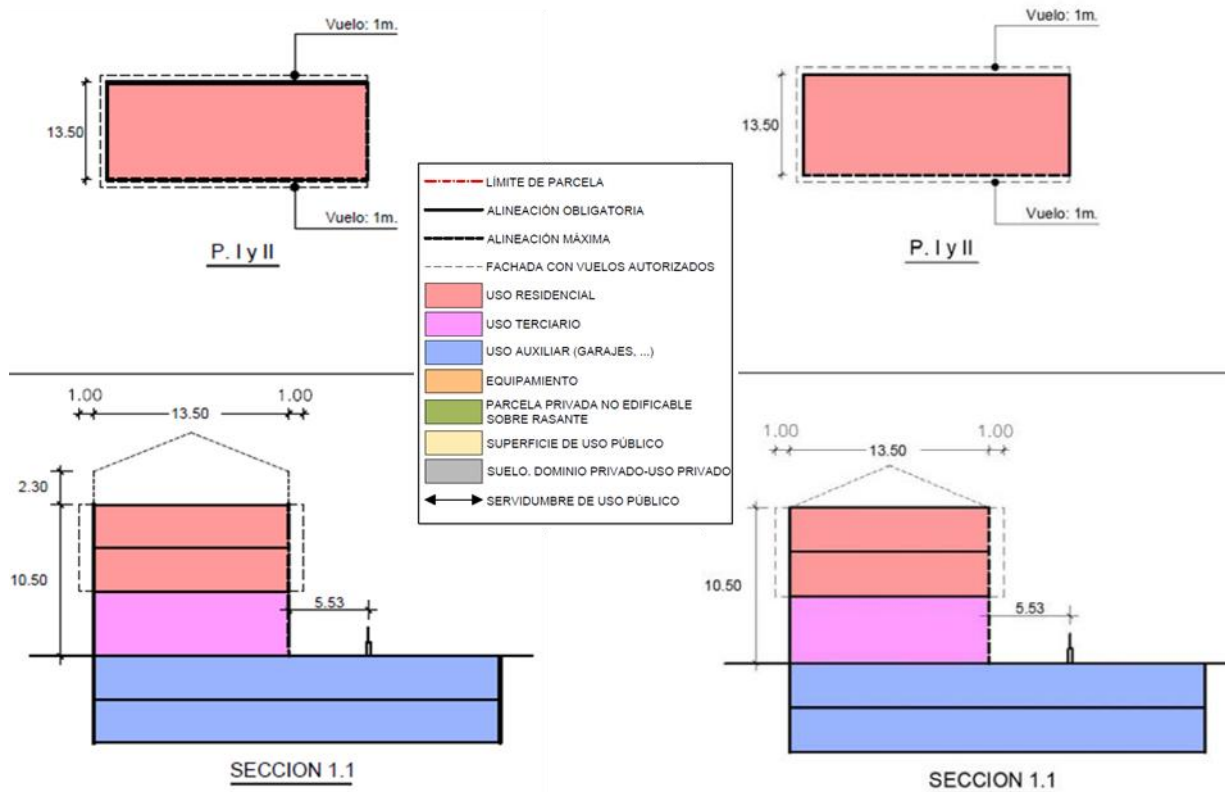 Vuelo: 1m.
13.50
Vuelo: 1m.
P. I y II
Vuelo: 1m.
13.50
Vuelo: 1m.
P. I y II
LÍMITE DE PARCELA
ALINEACIÓN OBLIGATORIA
ALINEACIÓN MÁXIMA
FACHADA CON VUELOS AUTORIZADOS
USO RESIDENCIAL
USO TERCIARIO
USO AUXILIAR (GARAJES, ...)
EQUIPAMIENTO
PARCELA PRIVADA NO EDIFICABLE
SOBRE RASANTE
SUPERFICIE DE USO PÚBLICO
SUELO. DOMINIO PRIVADO-USO PRIVADO
SERVIDUMBRE DE USO PÚBLICO
1.00
13.50
1.00
2.30
10.50
5.53
SECCION 1.1
1.00
13.50
1.00
10.50
5.53
SECCION 1.1